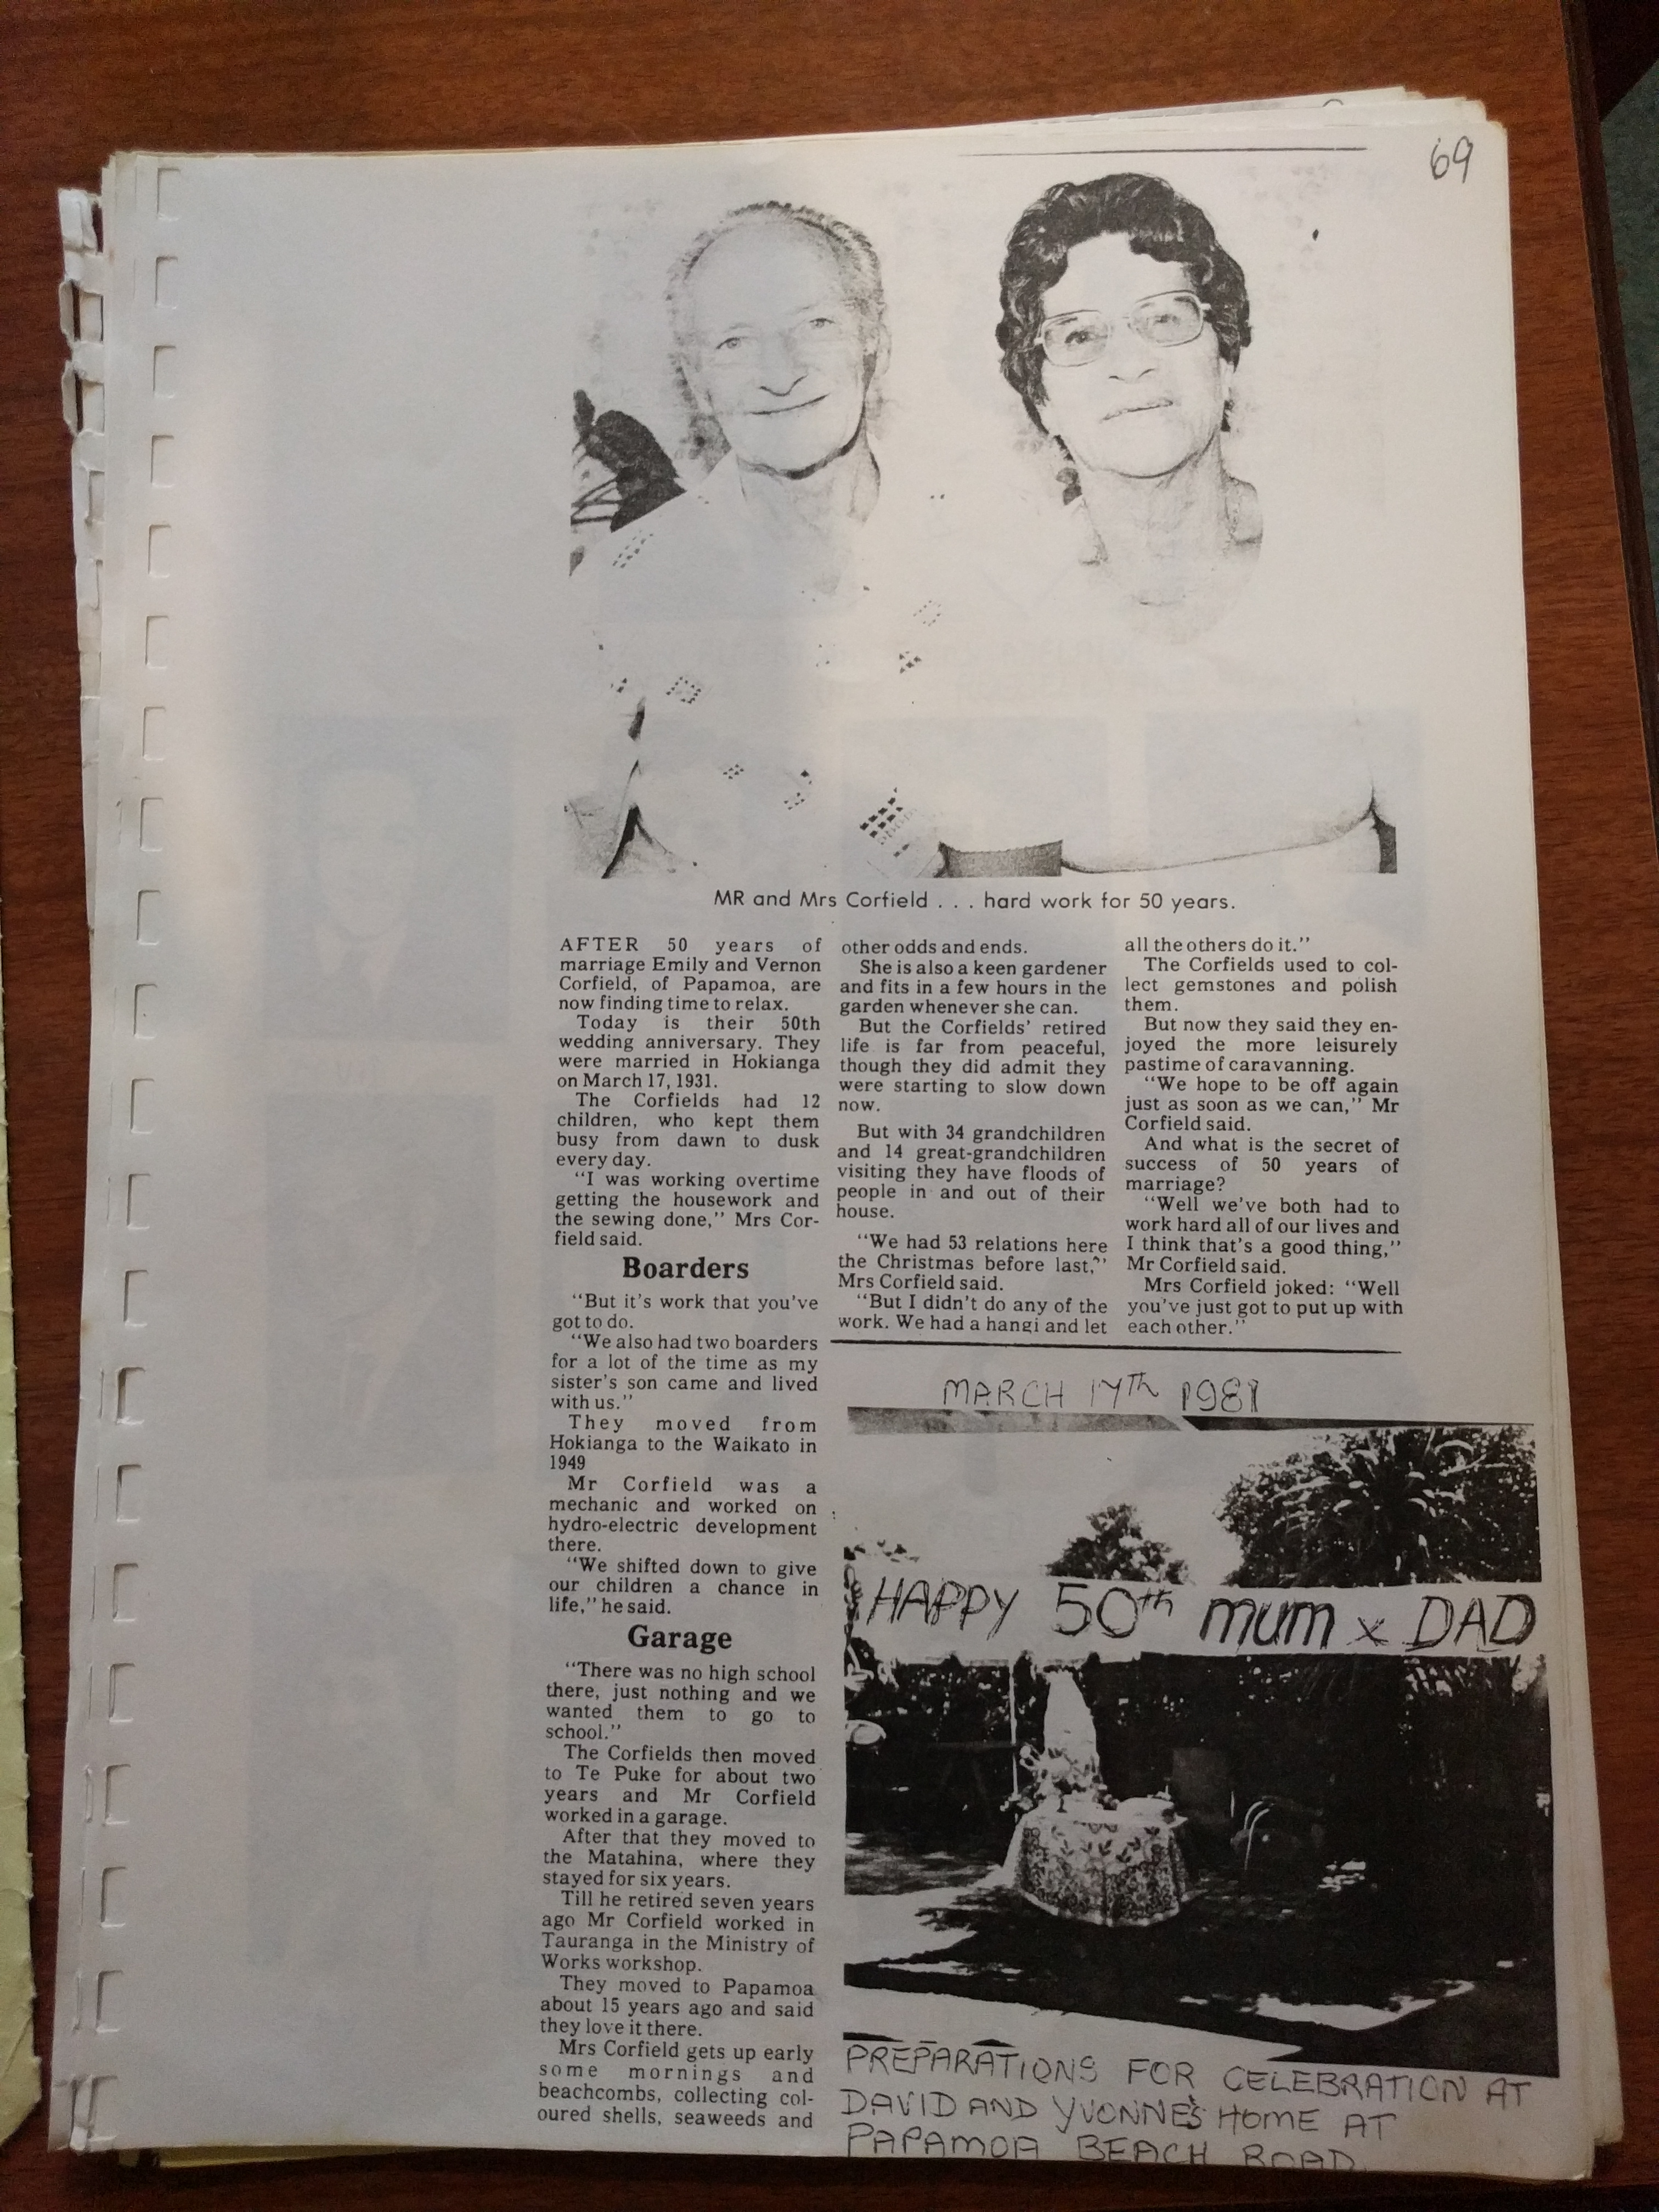 69
MR and Mrs Corfield . . . hard work for 50 years.
AFTER 50 years of
marriage Emily and Vernon
Corfield, of Papamoa, are
now finding time to relax.
Today is their 50th
wedding anniversary. They
were married in Hokianga
on March 17, 1931.
The Corfields had 12
children, who kept them
busy from dawn to dusk
every day.
"I was working overtime
getting the housework and
the sewing done," Mrs Cor-
field said.
Boarders
"But it's work that you've
got to do.
"We also had two boarders
for a lot of the time as my
sister's son came and lived
with us."
They moved from
Hokianga to the Waikato in
1949
Mr Corfield was a
mechanic and worked on
hydro-electric development
there.
"We shifted down to give
our children a chance in
life," he said.
Garage
"There was no high school
there, just nothing and we
wanted them to go to
school."
The Corfields then moved
to Te Puke for about two
years and Mr Corfield
worked in a garage.
After that they moved to
the Matahina, where they
stayed for six years.
Till he retired seven years
ago Mr Corfield worked in
Tauranga in the Ministry of
Works workshop.
They moved to Papamoa
about 15 years ago and said
they love it there.
Mrs Corfield gets up early
some mornings and
beachcombs, collecting col-
oured shells, seaweeds and
other odds and ends.
She is also a keen gardener
and fits in a few hours in the
garden whenever she can.
But the Corfields' retired
life is far from peaceful,
though they did admit they
were starting to slow down
now.
But with 34 grandchildren
and 14 great-grandchildren
visiting they have floods of
people in and out of their
house.
"We had 53 relations here
the Christmas before last,"
Mrs Corfield said.
"But I didn't do any of the
work. We had a hangi and let
all the others do it."
The Corfields used to col-
lect gemstones and polish
them.
But now they said they en-
joyed the more leisurely
pastime of caravanning.
"We hope to be off again
just as soon as we can," Mr
Corfield said.
And what is the secret of
success of 50 years of
marriage?
"Well we've both had to
work hard all of our lives and
I think that's a good thing,"
Mr Corfield said.
Mrs Corfield joked: "Well
you've just got to put up with
each other."
MARCH 17th 1981
HAPPY 50th mum x DAD
PREPARATIONS FOR CELEBRATION AT
DAVID AND YVONNE'S HOME AT
PAPAMOA BEACH ROAD.